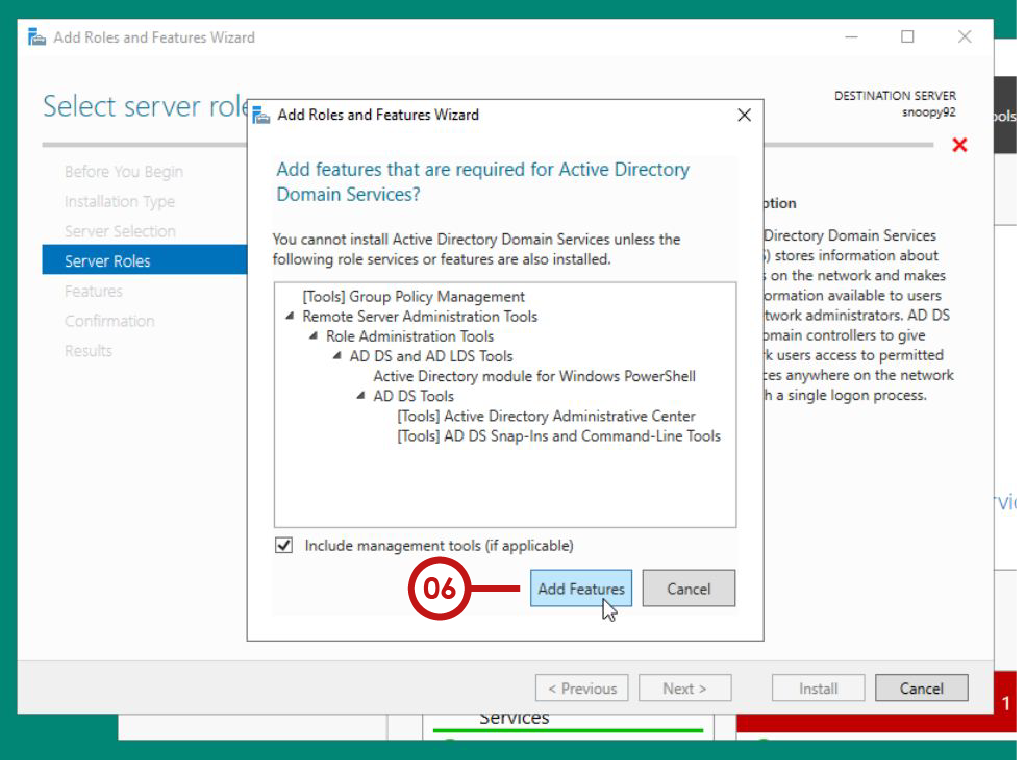 Add Roles and Features Wizard
Select server role
DESTINATION SERVER
snoopy92
Before You Begin
Installation Type
Server Selection
Server Roles
Features
Confirmation
Results
Add Roles and Features Wizard
Add features that are required for Active Directory
Domain Services?
You cannot install Active Directory Domain Services unless the
following role services or features are also installed.
[Tools] Group Policy Management
Remote Server Administration Tools
Role Administration Tools
AD DS and AD LDS Tools
Active Directory module for Windows PowerShell
AD DS Tools
[Tools] Active Directory Administrative Center
[Tools] AD DS Snap-Ins and Command-Line Tools
Include management tools (if applicable)
06
Add Features
Cancel
ption
Directory Domain Services
) stores information about
s on the network and makes
ormation available to users
twork administrators. AD DS
omain controllers to give
k users access to permitted
ces anywhere on the network
h a single logon process.
< Previous
Next >
Install
Cancel
ools
vic
1
Services